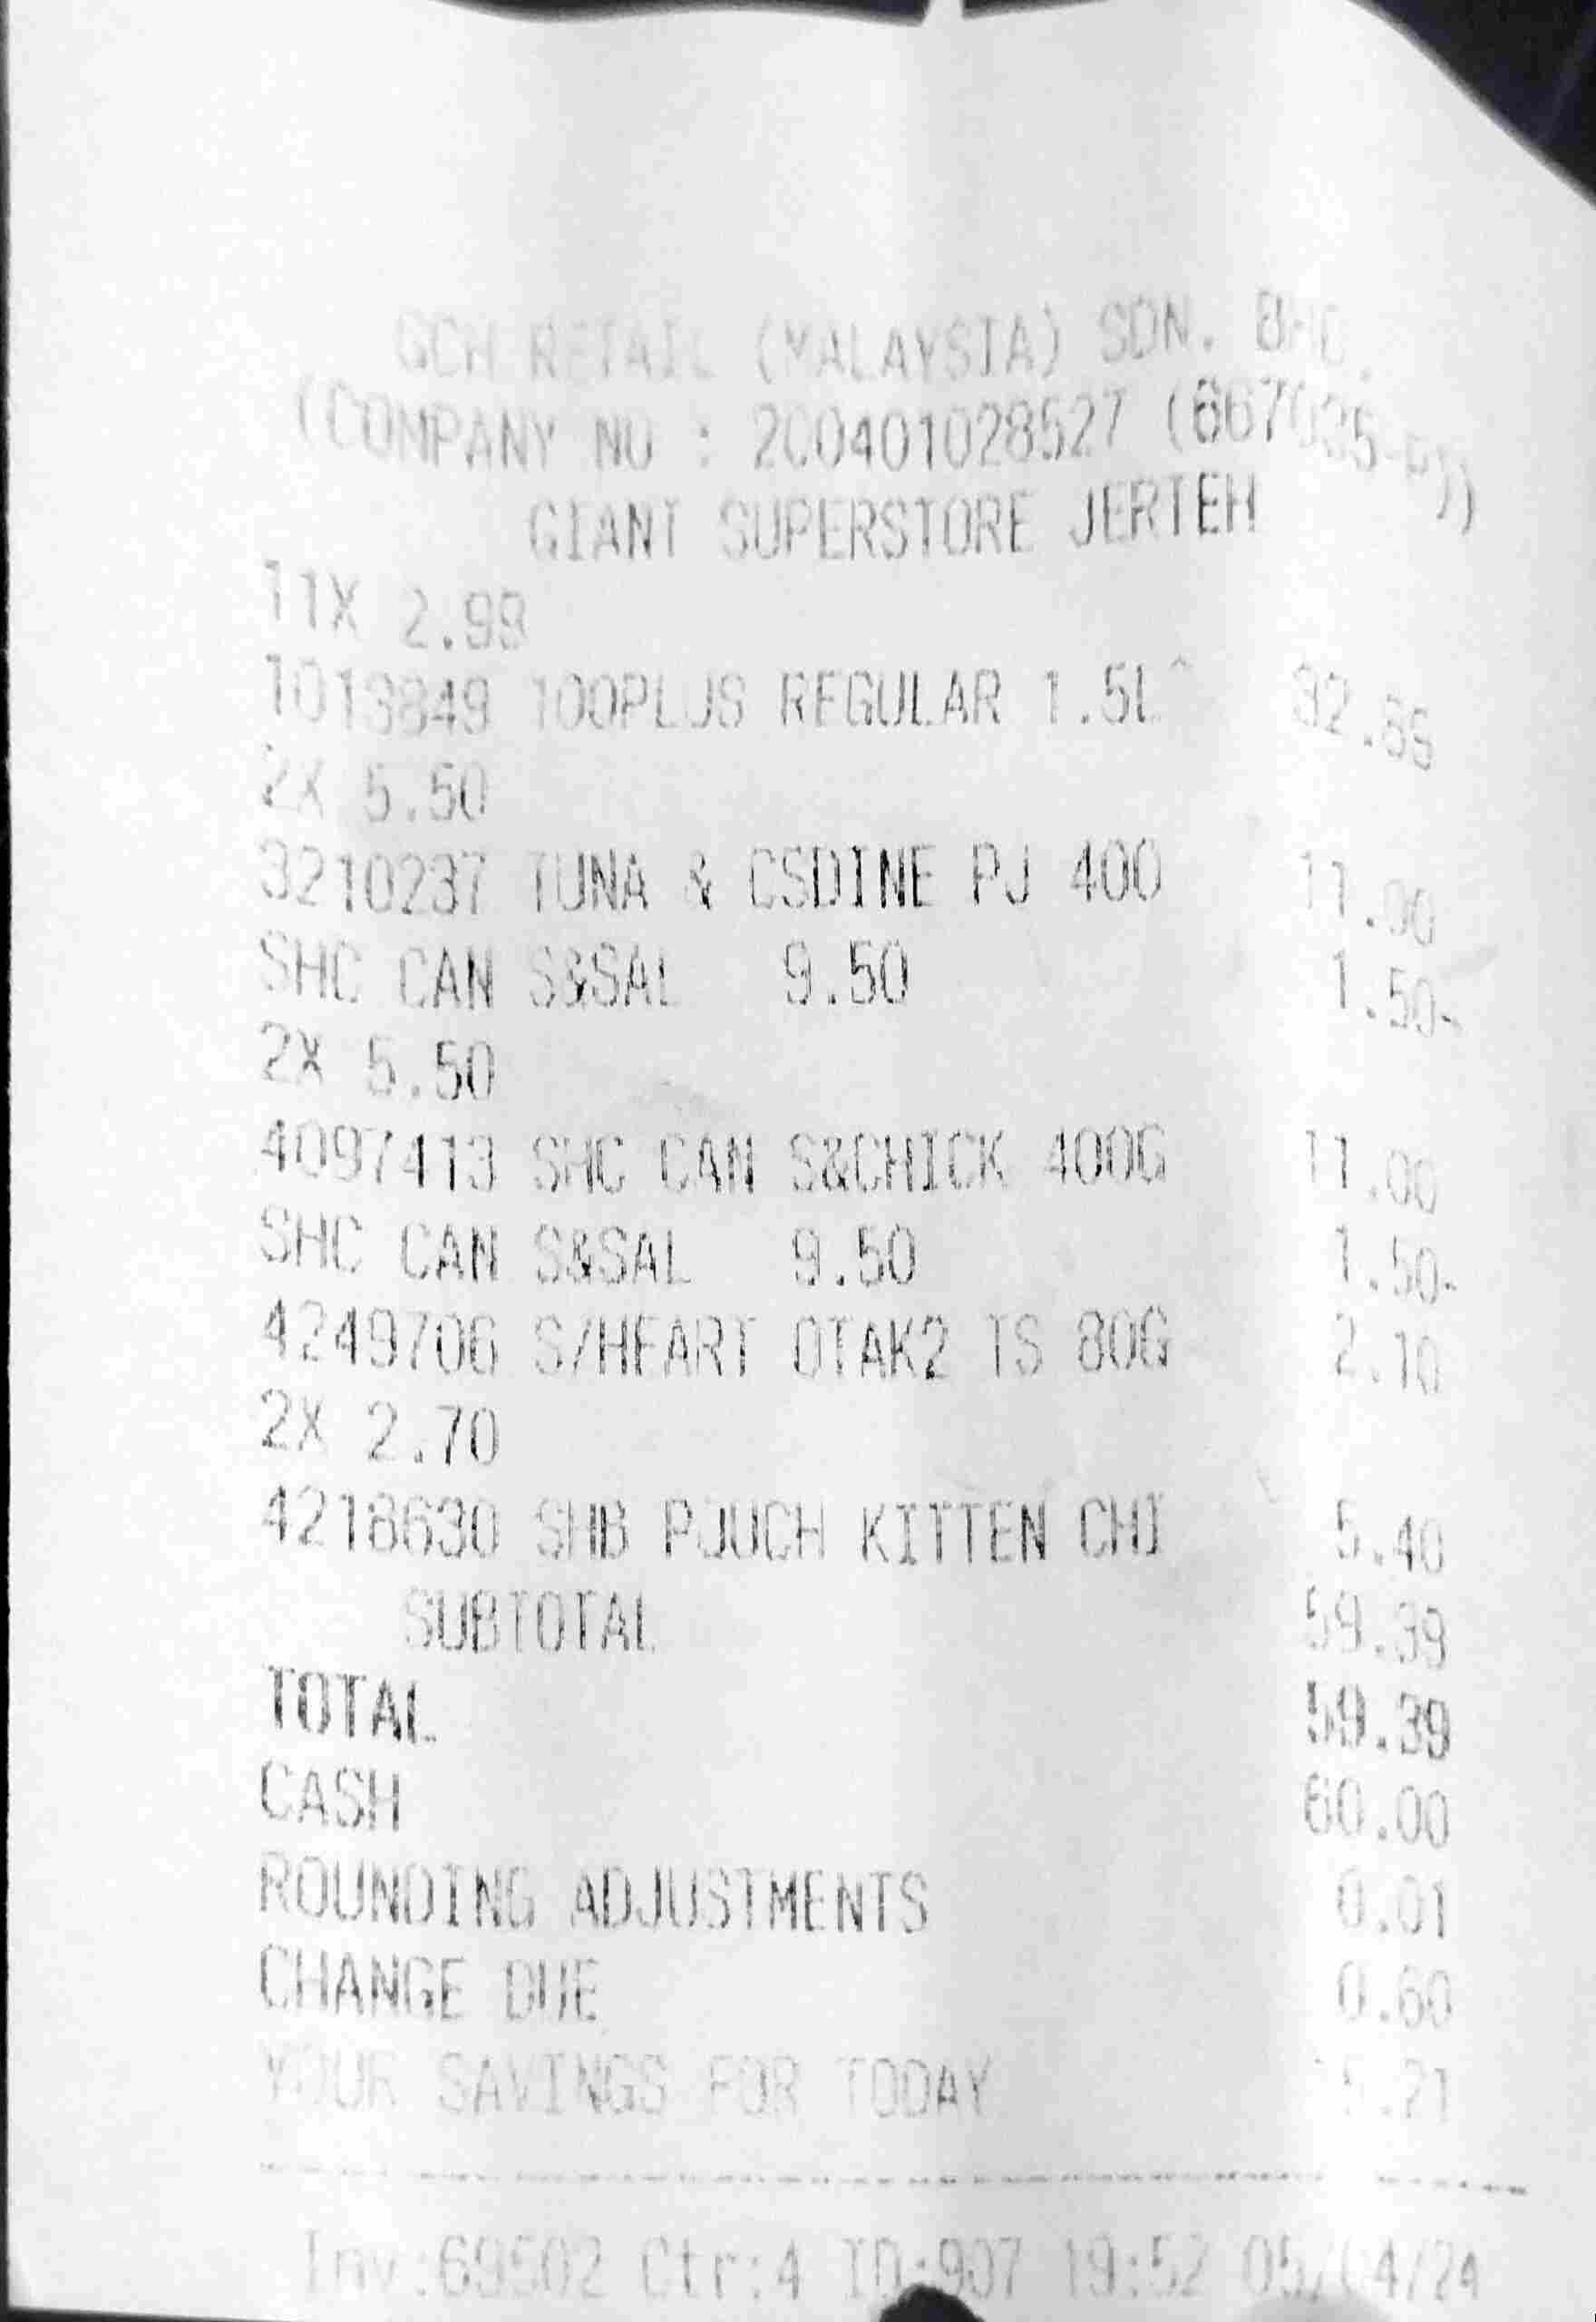 GCH RETAIL (MALAYSIA) SDN. BHD.
(COMPANY NO : 200401028527
GIANT SUPERSTORE JERTEH
11X 2.99
1013849 100PLUS REGULAR 1.5L^ 32.89
2X 5.50
3210237 TUNA & CSDINE PJ 400 11.00
SHC CAN S&SAL 9.50 1.50-
2X 5.50
4097413 SHC CAN S&CHICK 400G 11.00
SHC CAN S&SAL 9.50 1.50-
4249706 S/HEART OTAK2 TS 80G 2.10
2X 2.70
4218630 SHB POUCH KITTEN CHI 5.40
SUBTOTAL 59.39
TOTAL 59.39
CASH 60.00
ROUNDING ADJUSTMENTS 0.01
CHANGE DUE 0.60
YOUR SAVINGS FOR TODAY
Inv:69502 Ctr:4 ID:907 19:52 05/04/24